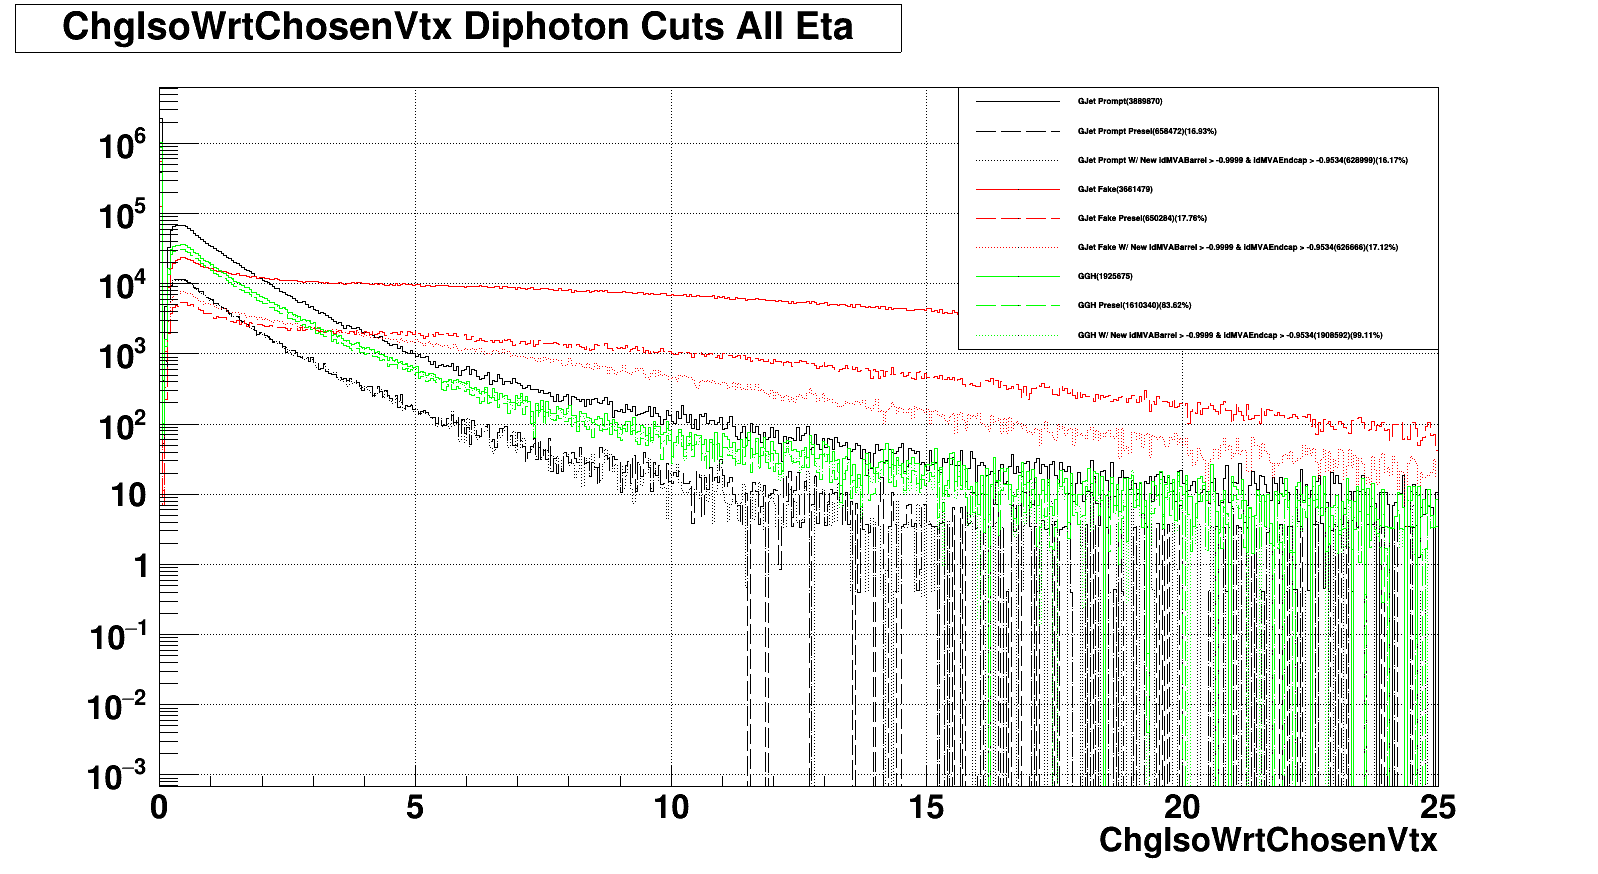 ChgIsoWrtChosenVtx Diphoton Cuts All Eta
GJet Prompt(3889870)
GJet Prompt Presel(658472)(16.93%)
GJet Prompt W/ New idMVABarrel > -0.9999 & idMVAEndcap > -0.9534(628999)(16.17%)
GJet Fake(3661479)
GJet Fake Presel(650284)(17.76%)
GJet Fake W/ New idMVABarrel > -0.9999 & idMVAEndcap > -0.9534(626666)(17.12%)
GGH(1925675)
GGH Presel(1610340)(83.62%)
GGH W/ New idMVABarrel > -0.9999 & idMVAEndcap > -0.9534(1908592)(99.11%)
10^6
10^5
10^4
10^3
10^2
10
1
10^−1
10^−2
10^−3
0 5 10 15 20 25
ChgIsoWrtChosenVtx